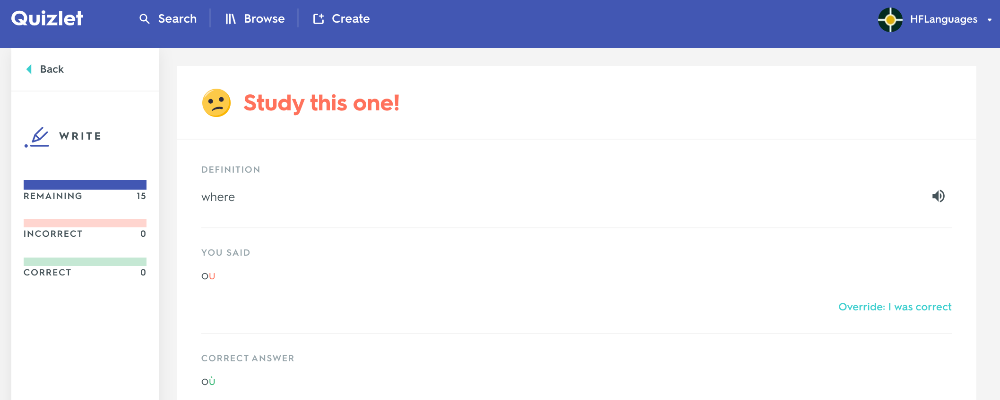 Quizlet
Search
Browse
Create
HFLanguages
Back
WRITE
REMAINING 15
INCORRECT 0
CORRECT 0
Study this one!
DEFINITION
where
YOU SAID
ou
Override: I was correct
CORRECT ANSWER
où